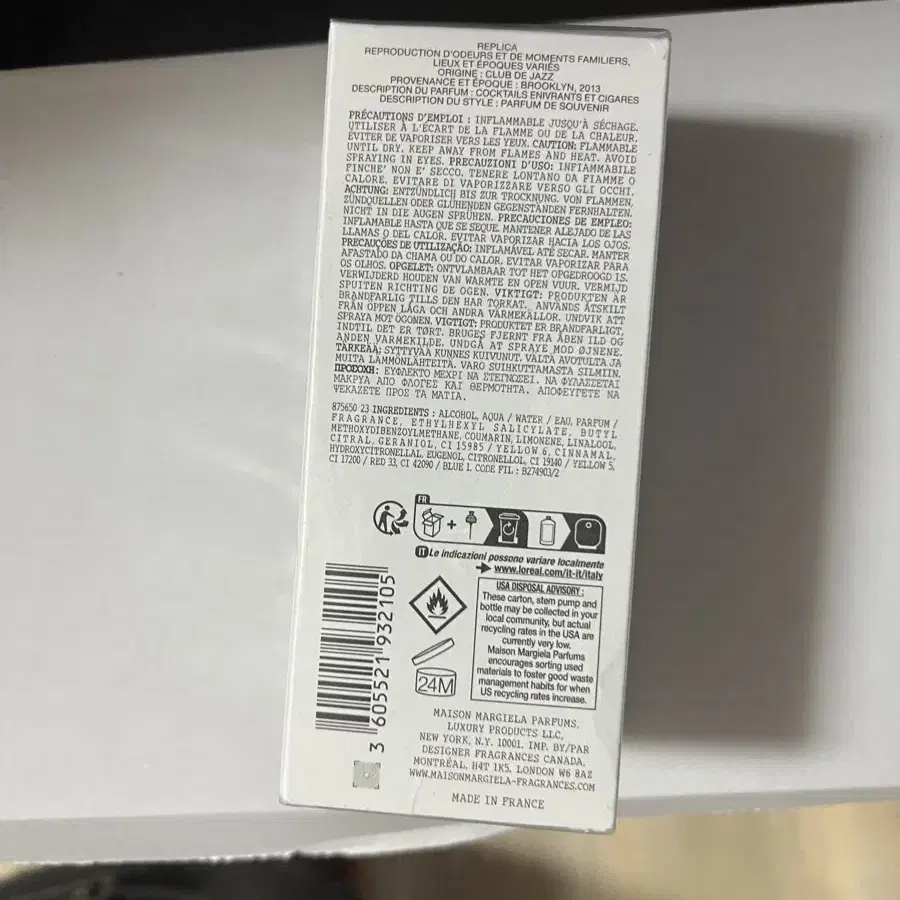 REPLICA
REPRODUCTION D'ODEURS ET DE MOMENTS FAMILIERS,
LIEUX ET ÉPOQUES VARIÉS
ORIGINE : CLUB DE JAZZ
PROVENANCE ET ÉPOQUE : BROOKLYN, 2013
DESCRIPTION DU PARFUM : COCKTAILS ENIVRANTS ET CIGARES
DESCRIPTION DU STYLE : PARFUM DE SOUVENIR
PRÉCAUTIONS D'EMPLOI : INFLAMMABLE JUSQU'À SÉCHAGE.
UTILISER À L'ÉCART DE LA FLAMME OU DE LA CHALEUR.
ÉVITER DE VAPORISER VERS LES YEUX. CAUTION: FLAMMABLE
UNTIL DRY. KEEP AWAY FROM FLAMES AND HEAT. AVOID
SPRAYING IN EYES. PRECAUZIONI D'USO: INFIAMMABILE
FINCHE' NON E' SECCO. TENERE LONTANO DA FIAMME O
CALORE. EVITARE DI VAPORIZZARE VERSO GLI OCCHI.
ACHTUNG: ENTZÜNDLICH BIS ZUR TROCKNUNG. VON FLAMMEN,
ZÜNDQUELLEN ODER GLÜHENDEN GEGENSTÄNDEN FERNHALTEN.
NICHT IN DIE AUGEN SPRÜHEN. PRECAUCIONES DE EMPLEO:
INFLAMABLE HASTA QUE SE SEQUE. MANTENER ALEJADO DE LAS
LLAMAS O DEL CALOR. EVITAR VAPORIZAR HACIA LOS OJOS.
PRECAUÇÕES DE UTILIZAÇÃO: INFLAMÁVEL ATÉ SECAR. MANTER
AFASTADO DA CHAMA OU DO CALOR. EVITAR VAPORIZAR PARA
OS OLHOS. OPGELET: ONTVLAMBAAR TOT HET OPGEDROOGD IS.
VERWIJDERD HOUDEN VAN WARMTE EN OPEN VUUR. VERMIJD
SPUITEN RICHTING DE OGEN. VIKTIGT: PRODUKTEN ÄR
BRANDFARLIG TILLS DEN HAR TORKAT. ANVÄNDS ÅTSKILT
FRÅN ÖPPEN LÅGA OCH ANDRA VÄRMEKÄLLOR. UNDVIK ATT
SPRAYA MOT ÖGONEN. VIGTIGT: PRODUKTET ER BRANDFARLIGT,
INDTIL DET ER TØRT. BRUGES FJERNT FRA ÅBEN ILD OG
ANDEN VARMEKILDE. UNDGÅ AT SPRAYE MOD ØJNENE.
TÄRKEÄÄ: SYTTYVÄÄ KUNNES KUIVUNUT. VÄLTÄ AVOTULTA JA
MUITA LÄMMÖNLÄHTEITÄ. VARO SUIHKUTTAMASTA SILMIIN.
ΠΡΟΣΟΧΗ: ΕΥΦΛΕΚΤΟ ΜΕΧΡΙ ΝΑ ΣΤΕΓΝΩΣΕΙ. ΝΑ ΦΥΛΑΣΣΕΤΑΙ
ΜΑΚΡΥΑ ΑΠΟ ΦΛΟΓΕΣ ΚΑΙ ΘΕΡΜΟΤΗΤΑ. ΑΠΟΦΕΥΓΕΤΕ ΝΑ
ΨΕΚΑΖΕΤΕ ΠΡΟΣ ΤΑ ΜΑΤΙΑ.
875650 23 INGREDIENTS : ALCOHOL, AQUA / WATER / EAU, PARFUM /
FRAGRANCE, ETHYLHEXYL SALICYLATE, BUTYL
METHOXYDIBENZOYLMETHANE, COUMARIN, LIMONENE, LINALOOL,
CITRAL, GERANIOL, CI 15985 / YELLOW 6, CINNAMAL,
HYDROXYCITRONELLAL, EUGENOL, CITRONELLOL, CI 19140 / YELLOW 5,
CI 17200 / RED 33, CI 42090 / BLUE 1. CODE FIL : B274903/2
FR
IT Le indicazioni possono variare localmente
www.loreal.com/it-it/italy
USA DISPOSAL ADVISORY :
These carton, stem pump and
bottle may be collected in your
local community, but actual
recycling rates in the USA are
currently very low.
Maison Margiela Parfums
encourages sorting used
materials to foster good waste
management habits for when
US recycling rates increase.
24M
3 605521 932105
MAISON MARGIELA PARFUMS.
LUXURY PRODUCTS LLC,
NEW YORK, N.Y. 10001. IMP. BY/PAR
DESIGNER FRAGRANCES CANADA,
MONTRÉAL, H4T 1K5. LONDON W6 8AZ
WWW.MAISONMARGIELA-FRAGRANCES.COM
MADE IN FRANCE